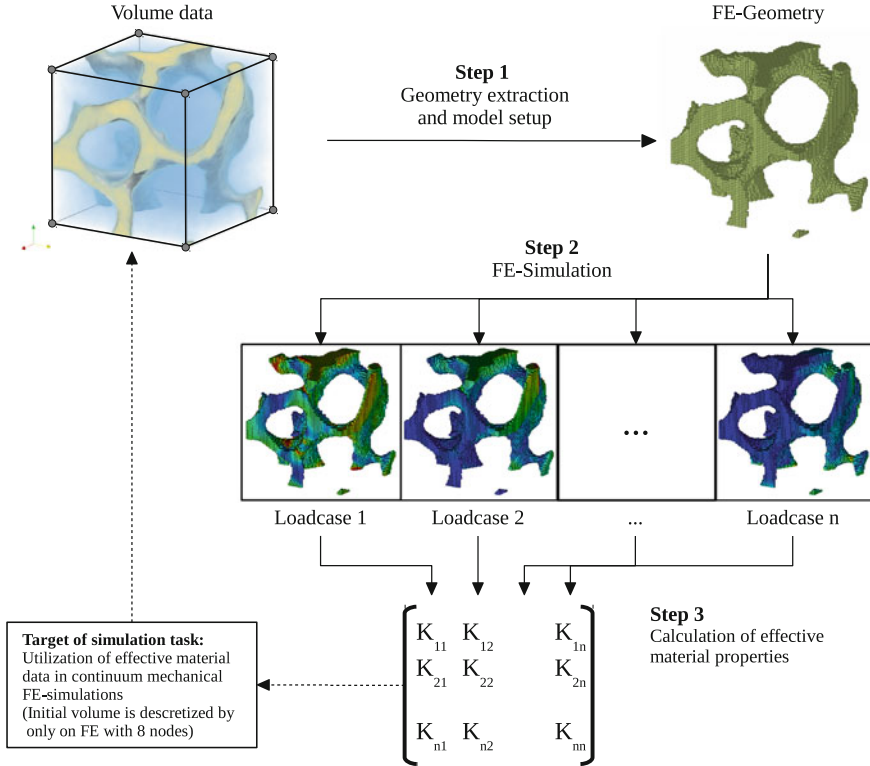 Volume data
FE-Geometry
Step 1
Geometry extraction
and model setup
Step 2
FE-Simulation
...
Loadcase 1
Loadcase 2
...
Loadcase n
K11 K12 K1n
K21 K22 K2n
Kn1 Kn2 Knn
Step 3
Calculation of effective
material properties
Target of simulation task:
Utilization of effective material
data in continuum mechanical
FE-simulations
(Initial volume is descretized by
only on FE with 8 nodes)